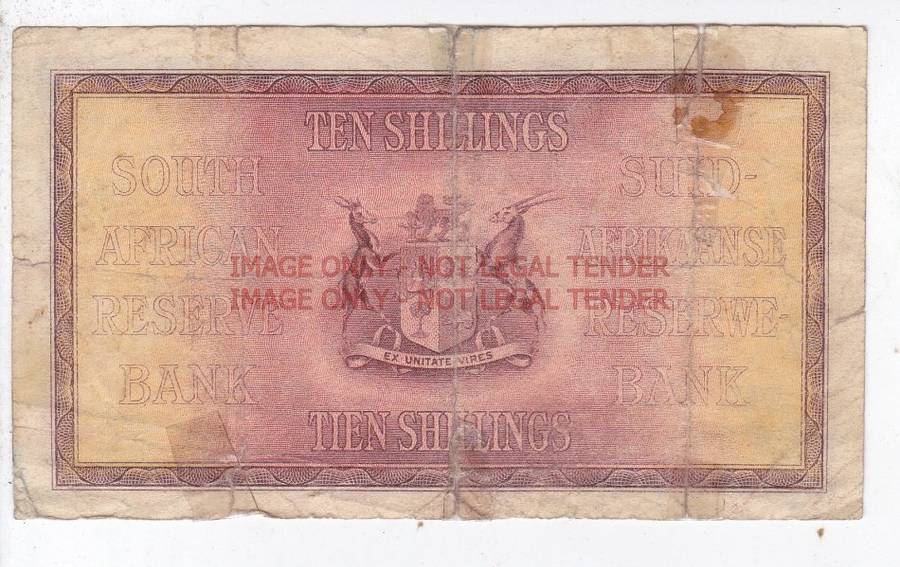 TEN SHILLINGS
SOUTH
AFRICAN
RESERVE
BANK
SUID-
AFRIKAANSE
RESERWE-
BANK
IMAGE ONLY - NOT LEGAL TENDER
IMAGE ONLY - NOT LEGAL TENDER
EX UNITATE VIRES
TIEN SHILLINGS